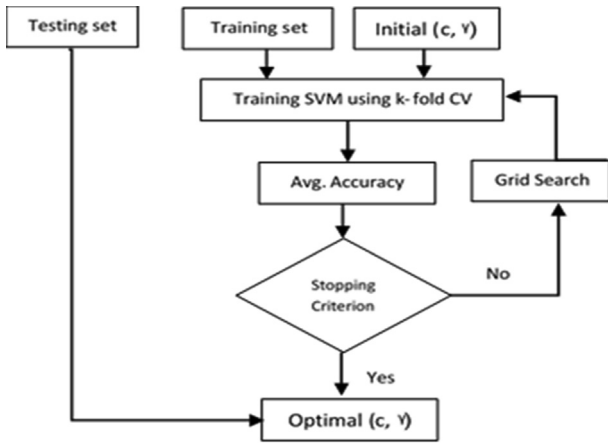 Testing set
Training set
Initial (c, γ)
Training SVM using k-fold CV
Avg. Accuracy
Grid Search
Stopping
Criterion
No
Yes
Optimal (c, γ)